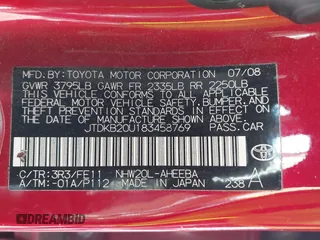 MFD. BY: TOYOTA MOTOR CORPORATION 07/08
GVWR 3795LB GAWR FR 2335LB RR 2250LB
THIS VEHICLE CONFORMS TO ALL APPLICABLE
FEDERAL MOTOR VEHICLE SAFETY, BUMPER, AND
THEFT PREVENTION STANDARDS IN EFFECT ON
THE DATE OF MANUFACTURE SHOWN ABOVE.
JTDKB20U183458769 PASS. CAR
C/TR: 3R3/FE11 NHW20L-AHEEBA
A/TM: -01A/P112 MADE IN JAPAN 238 A
DREAMBID